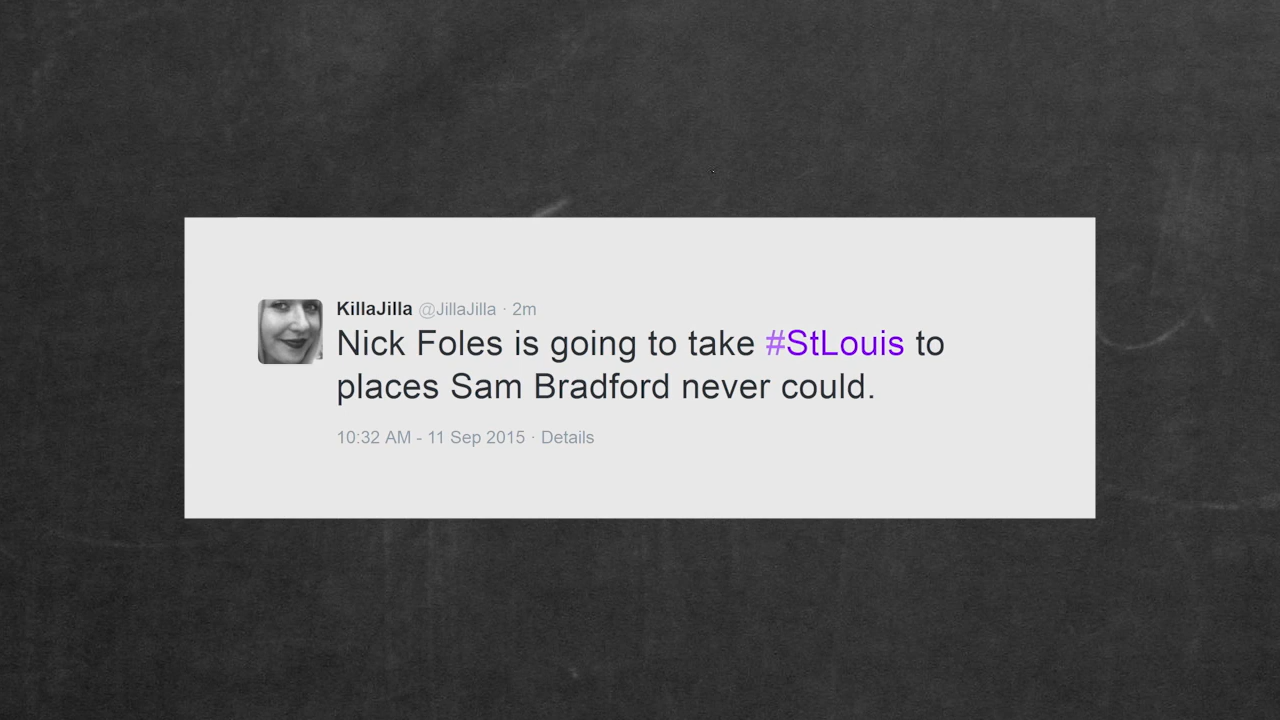 KillaJilla @JillaJilla · 2m
Nick Foles is going to take #StLouis to
places Sam Bradford never could.
10:32 AM - 11 Sep 2015 · Details